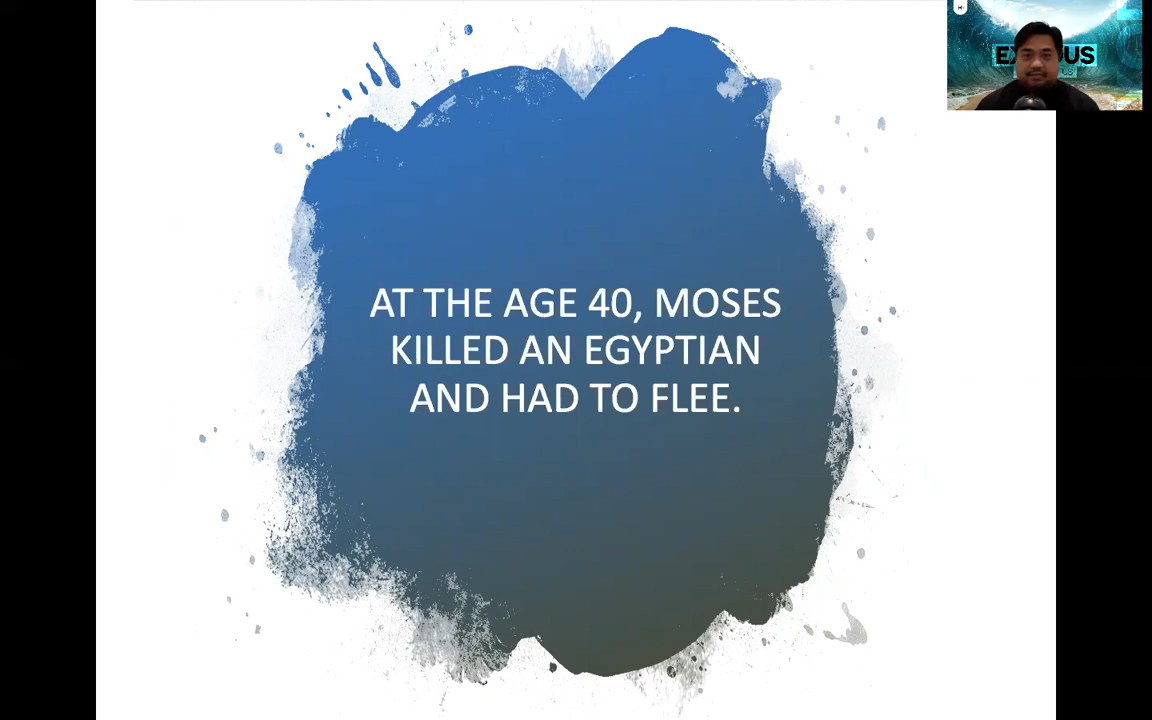 AT THE AGE 40, MOSES
KILLED AN EGYPTIAN
AND HAD TO FLEE.